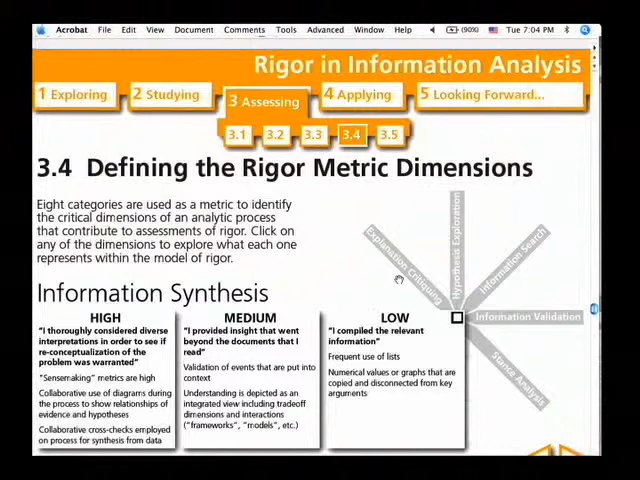 Acrobat File Edit View Document Comments Tools Advanced Window Help (90%) Tue 7:04 PM
Rigor in Information Analysis
1 Exploring 2 Studying 3 Assessing 4 Applying 5 Looking Forward...
3.1 3.2 3.3 3.4 3.5
3.4 Defining the Rigor Metric Dimensions
Eight categories are used as a metric to identify
the critical dimensions of an analytic process
that contribute to assessments of rigor. Click on
any of the dimensions to explore what each one
represents within the model of rigor.
Explanation Critiquing
Hypothesis Exploration
Information Search
Information Validation
Stance Analysis
Information Synthesis
HIGH
"I thoroughly considered diverse
interpretations in order to see if
re-conceptualization of the
problem was warranted"
"Sensemaking" metrics are high
Collaborative use of diagrams during
the process to show relationships of
evidence and hypotheses
Collaborative cross-checks employed
on process for synthesis from data
MEDIUM
"I provided insight that went
beyond the documents that I
read"
Validation of events that are put into
context
Understanding is depicted as an
integrated view including tradeoff
dimensions and interactions
("frameworks", "models", etc.)
LOW
"I compiled the relevant
information"
Frequent use of lists
Numerical values or graphs that are
copied and disconnected from key
arguments